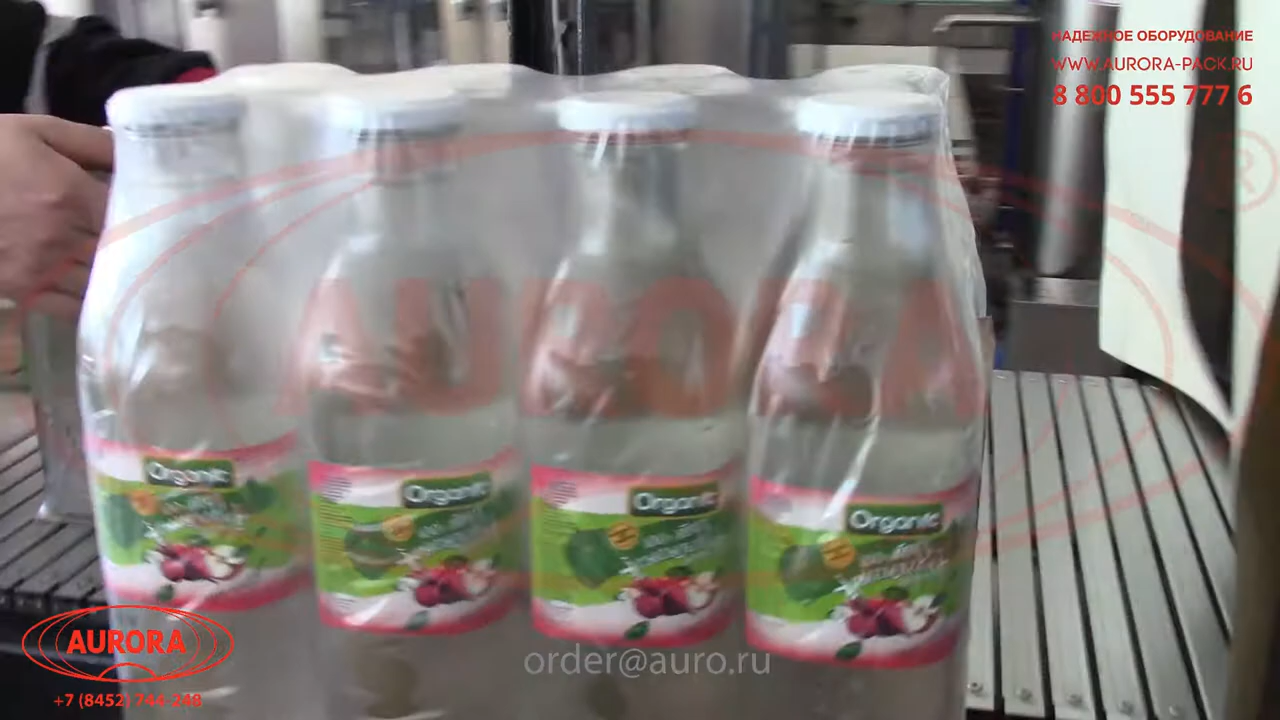 НАДЕЖНОЕ ОБОРУДОВАНИЕ
WWW.AURORA-PACK.RU
8 800 555 777 6
®
AURORA
Organic
Organic
Organic
Organic
order@auro.ru
AURORA
+7 (8452) 744-248